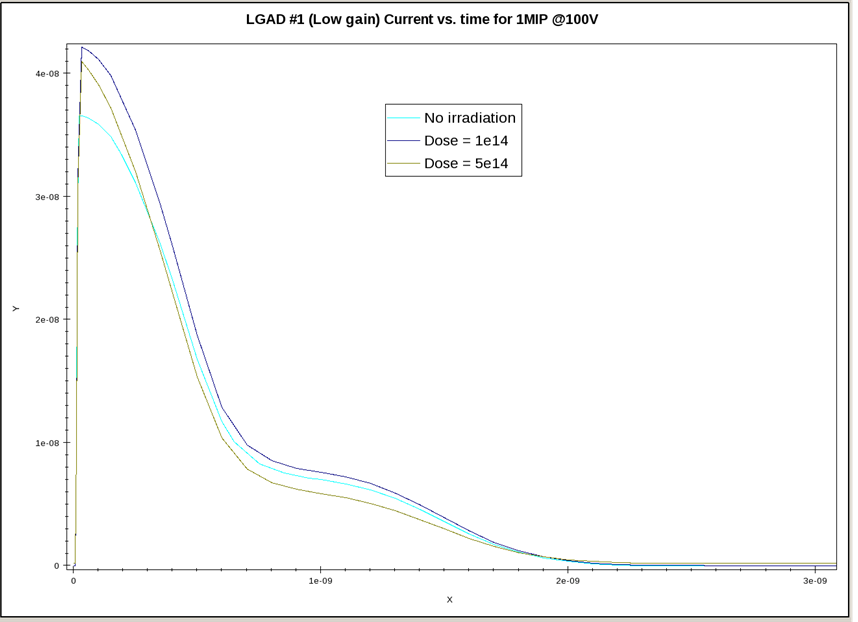 LGAD #1 (Low gain) Current vs. time for 1MIP @100V
4e-08
No irradiation
Dose = 1e14
Dose = 5e14
3e-08
Y
2e-08
1e-08
0
0 1e-09 2e-09 3e-09
X